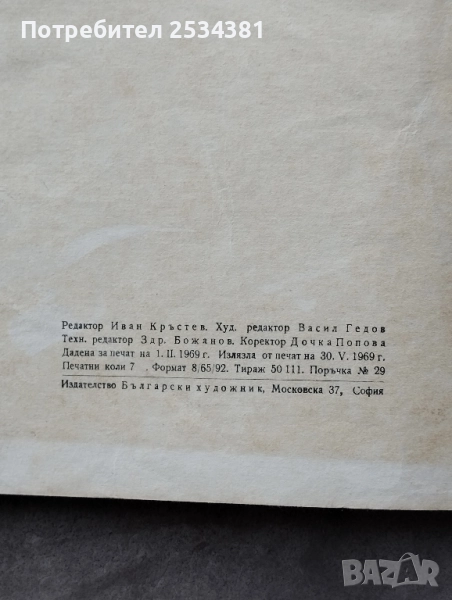 Потребител 2534381
Редактор Иван Кръстев. Худ. редактор Васил Гедов
Техн. редактор Здр. Божанов. Коректор Дочка Попова
Дадена за печат на 1. II. 1969 г. Излязла от печат на 30. V. 1969 г.
Печатни коли 7 . Формат 8/65/92. Тираж 50 111. Поръчка № 29
Издателство Български художник, Московска 37, София
BAZAR